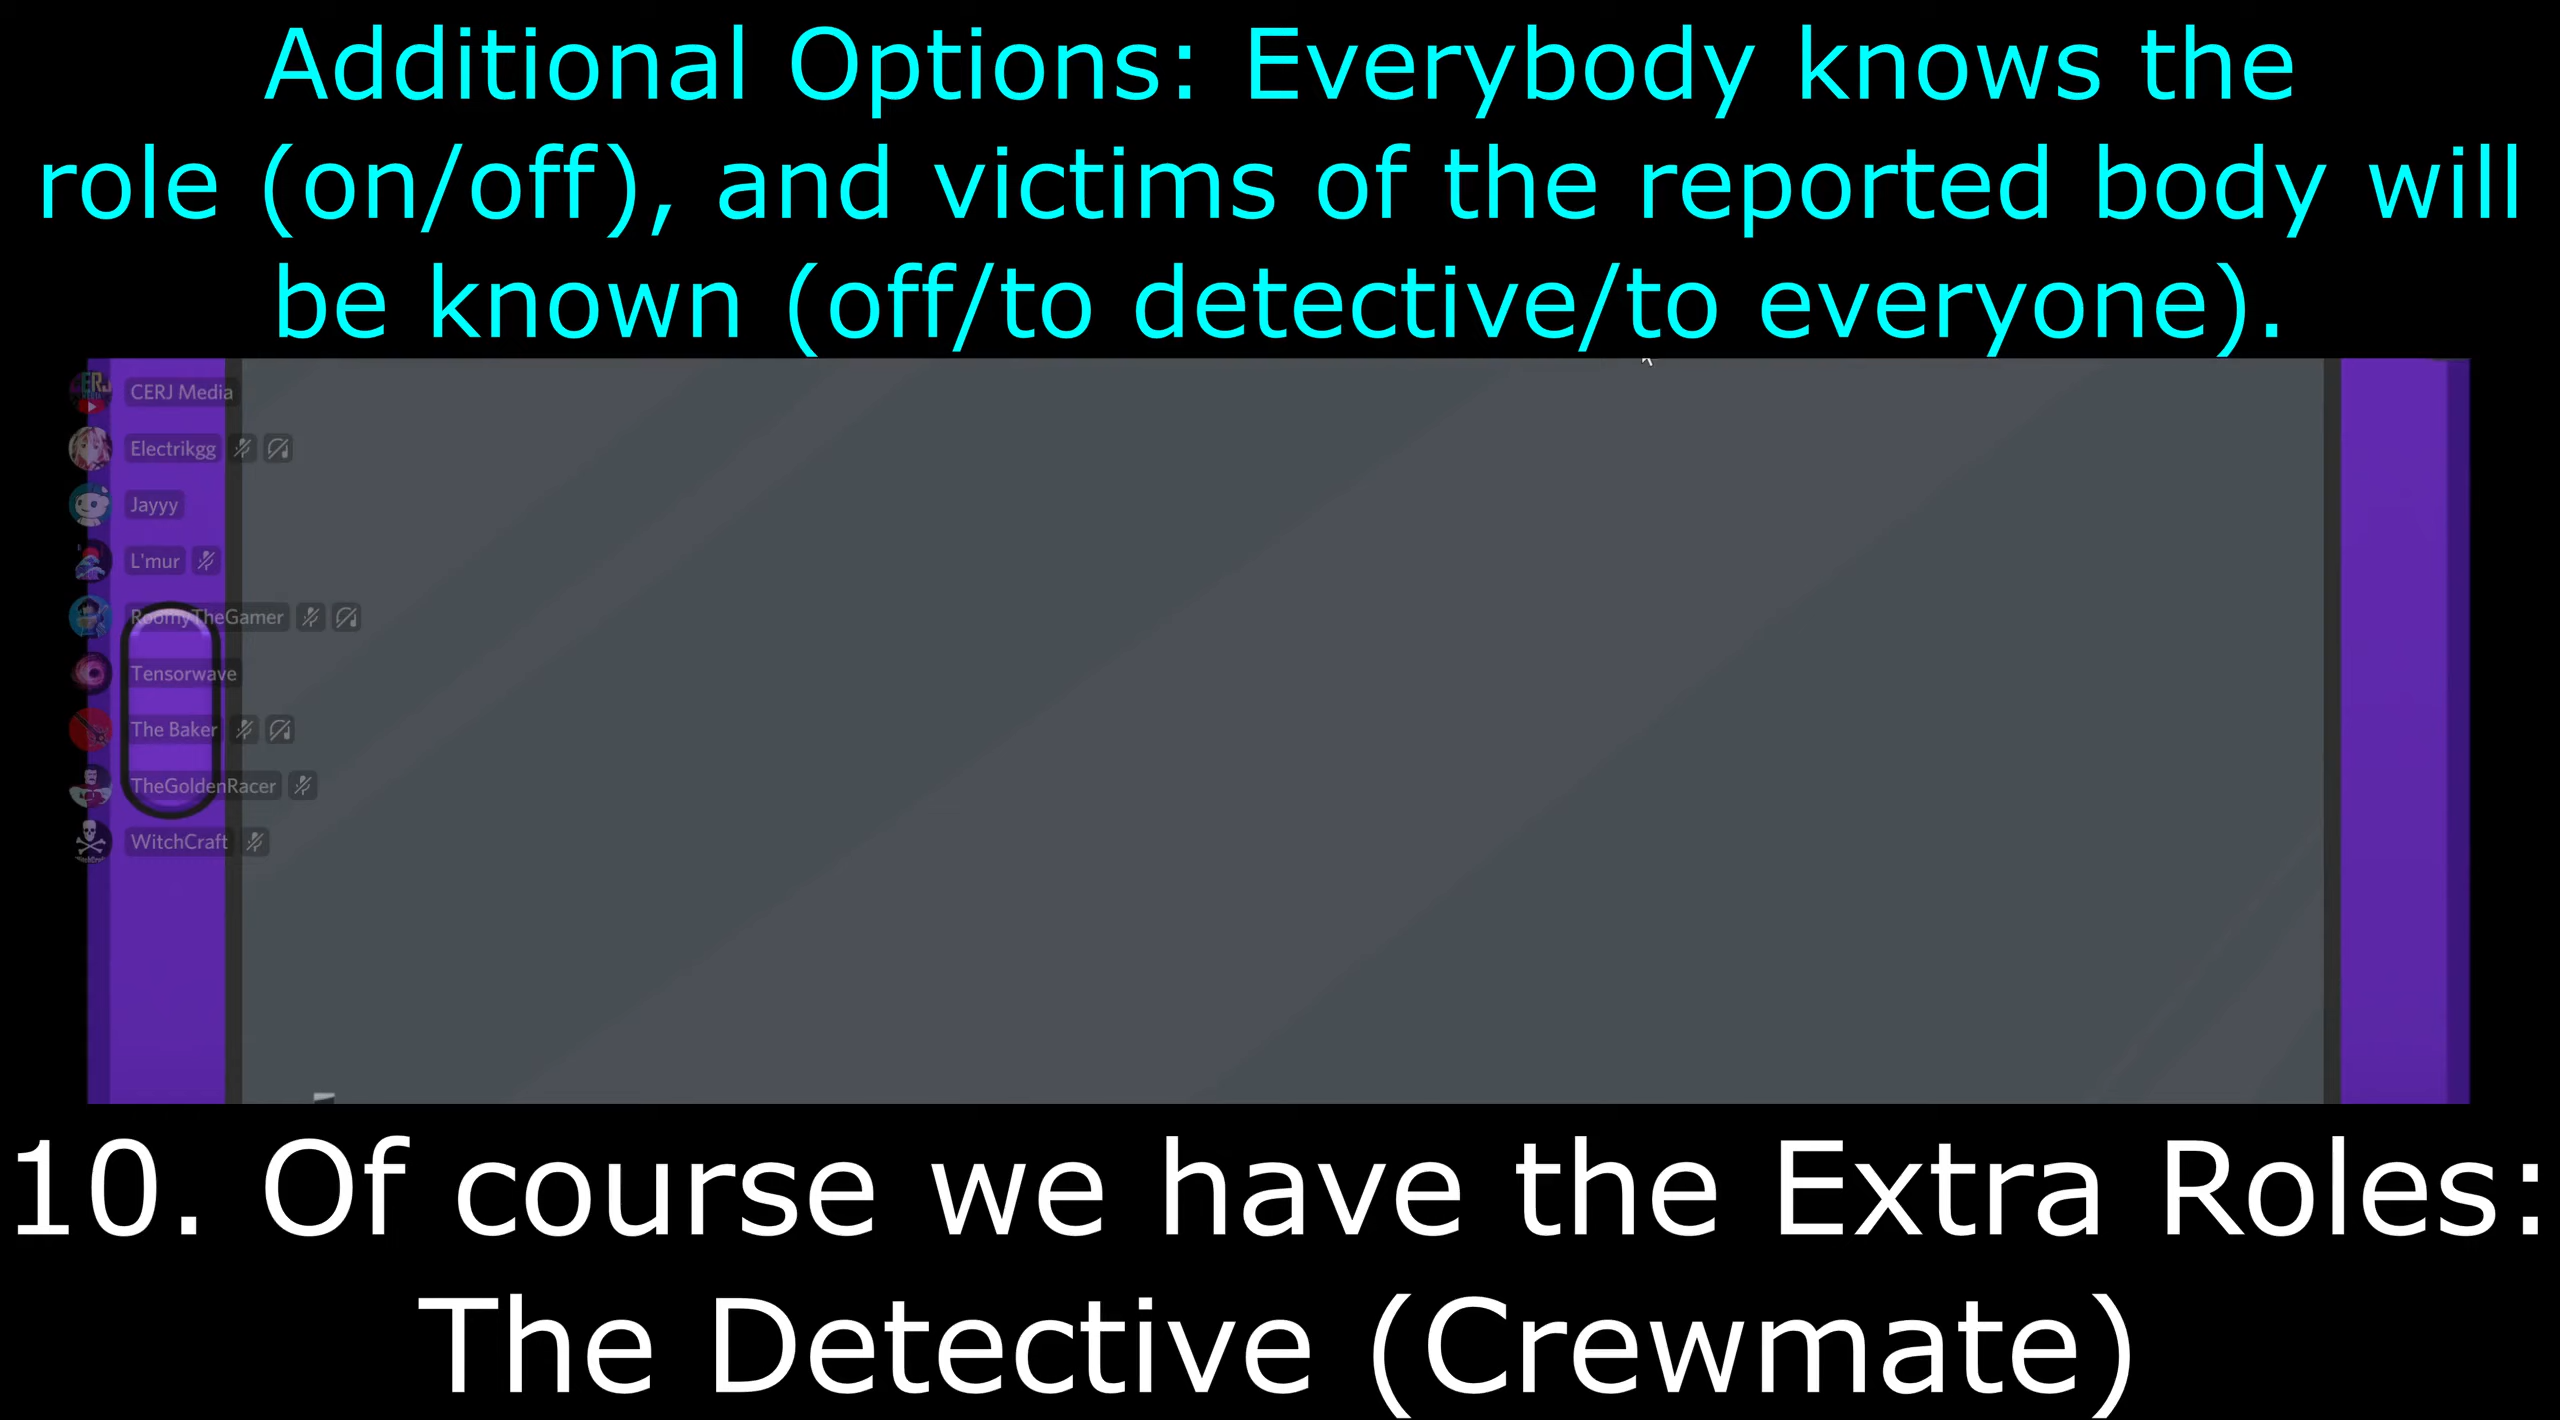 Additional Options: Everybody knows the
role (on/off), and victims of the reported body will
be known (off/to detective/to everyone).
CERJ Media
Electrikgg
Jayyy
L'mur
RoomyTheGamer
Tensorwave
The Baker
TheGoldenRacer
WitchCraft
10. Of course we have the Extra Roles:
The Detective (Crewmate)